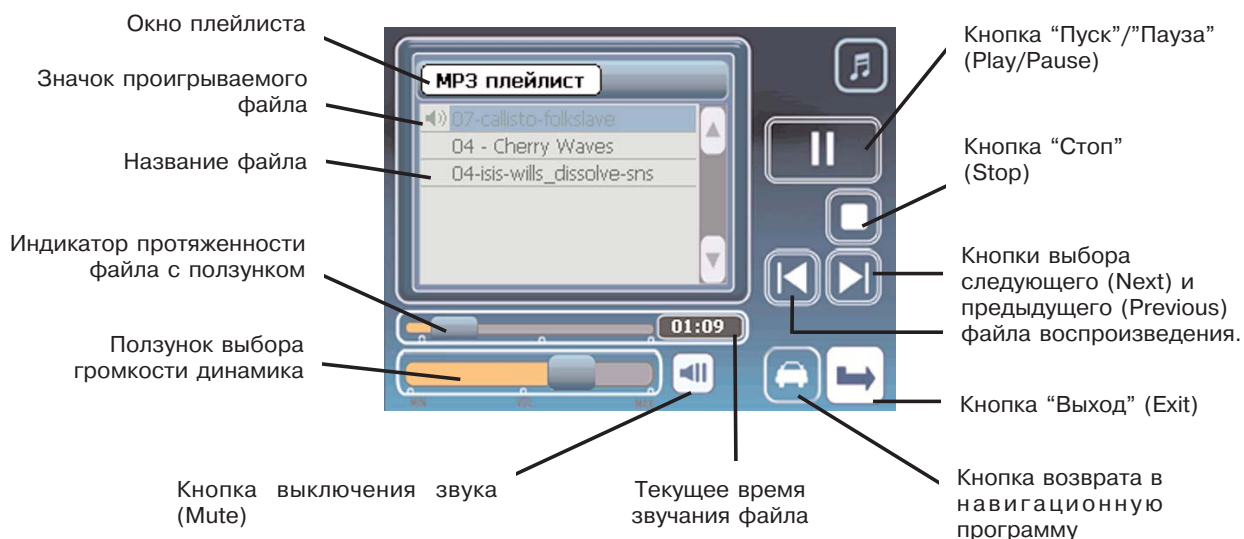 Окно плейлиста
Значок проигрываемого
файла
Название файла
Индикатор протяженности
файла с ползунком
Ползунок выбора
громкости динамика
MP3 плейлист
07-callisto-folkslave
04 - Cherry Waves
04-isis-wills_dissolve-sns
01:09
MIN VOL MAX
Кнопка “Пуск”/”Пауза”
(Play/Pause)
Кнопка “Стоп”
(Stop)
Кнопки выбора
следующего (Next) и
предыдущего (Previous)
файла воспроизведения.
Кнопка “Выход” (Exit)
Кнопка выключения звука
(Mute)
Текущее время
звучания файла
Кнопка возврата в
навигационную
программу